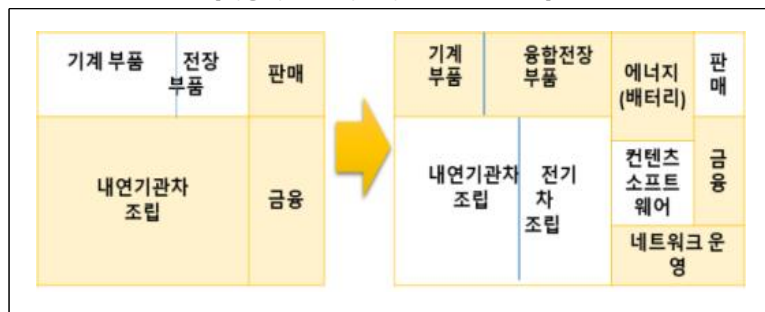 기계 부품
전장
부품
판매
내연기관차
조립
금융
기계
부품
융합전장
부품
에너지
(배터리)
판
매
내연기관차
조립
전기
차
조립
컨텐츠
소프트
웨어
금
융
네트워크 운
영